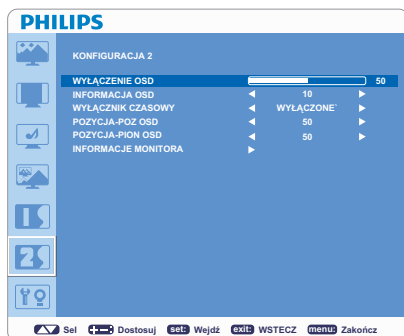 PHILIPS
KONFIGURACJA 2
WYŁĄCZENIE OSD 50
INFORMACJA OSD 10
WYŁĄCZNIK CZASOWY WYŁĄCZONE`
POZYCJA-POZ OSD 50
POZYCJA-PION OSD 50
INFORMACJE MONITORA
Sel Dostosuj set: Wejdź exit: WSTECZ menu: Zakończ